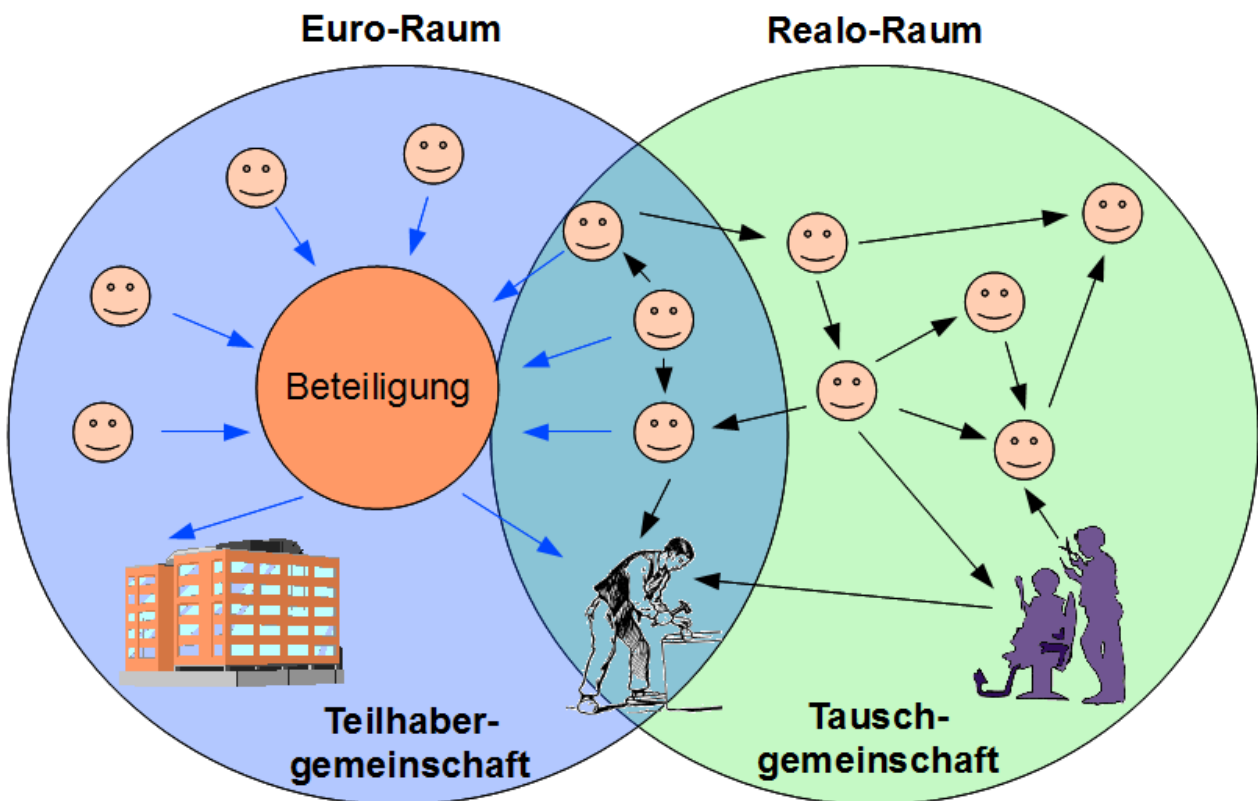 Euro-Raum
Realo-Raum
Beteiligung
Teilhaber-
gemeinschaft
Tausch-
gemeinschaft